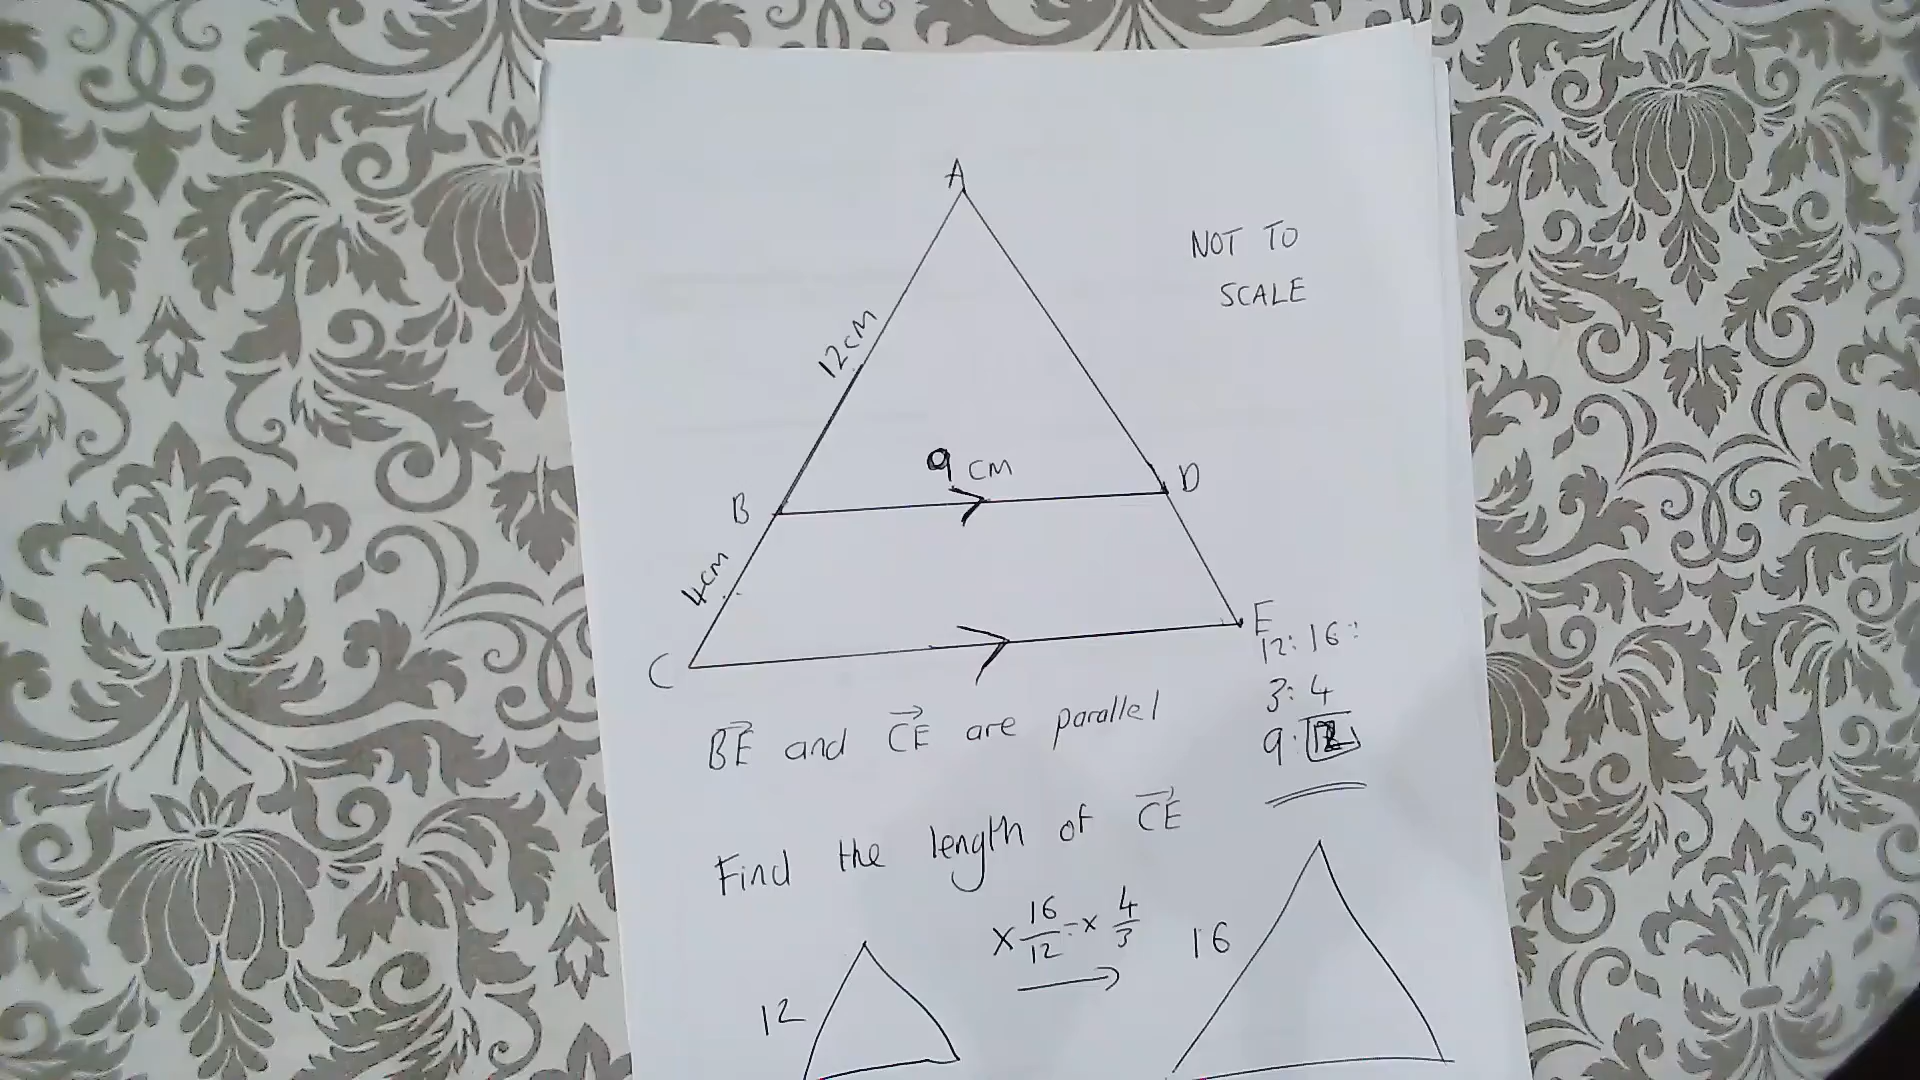 A
NOT TO
SCALE
12cm
9 cm
B
D
4cm
C
E
12:16
3:4
9:12
BE and CE are parallel
Find the length of CE
x 16/12 = x 4/3
12
16